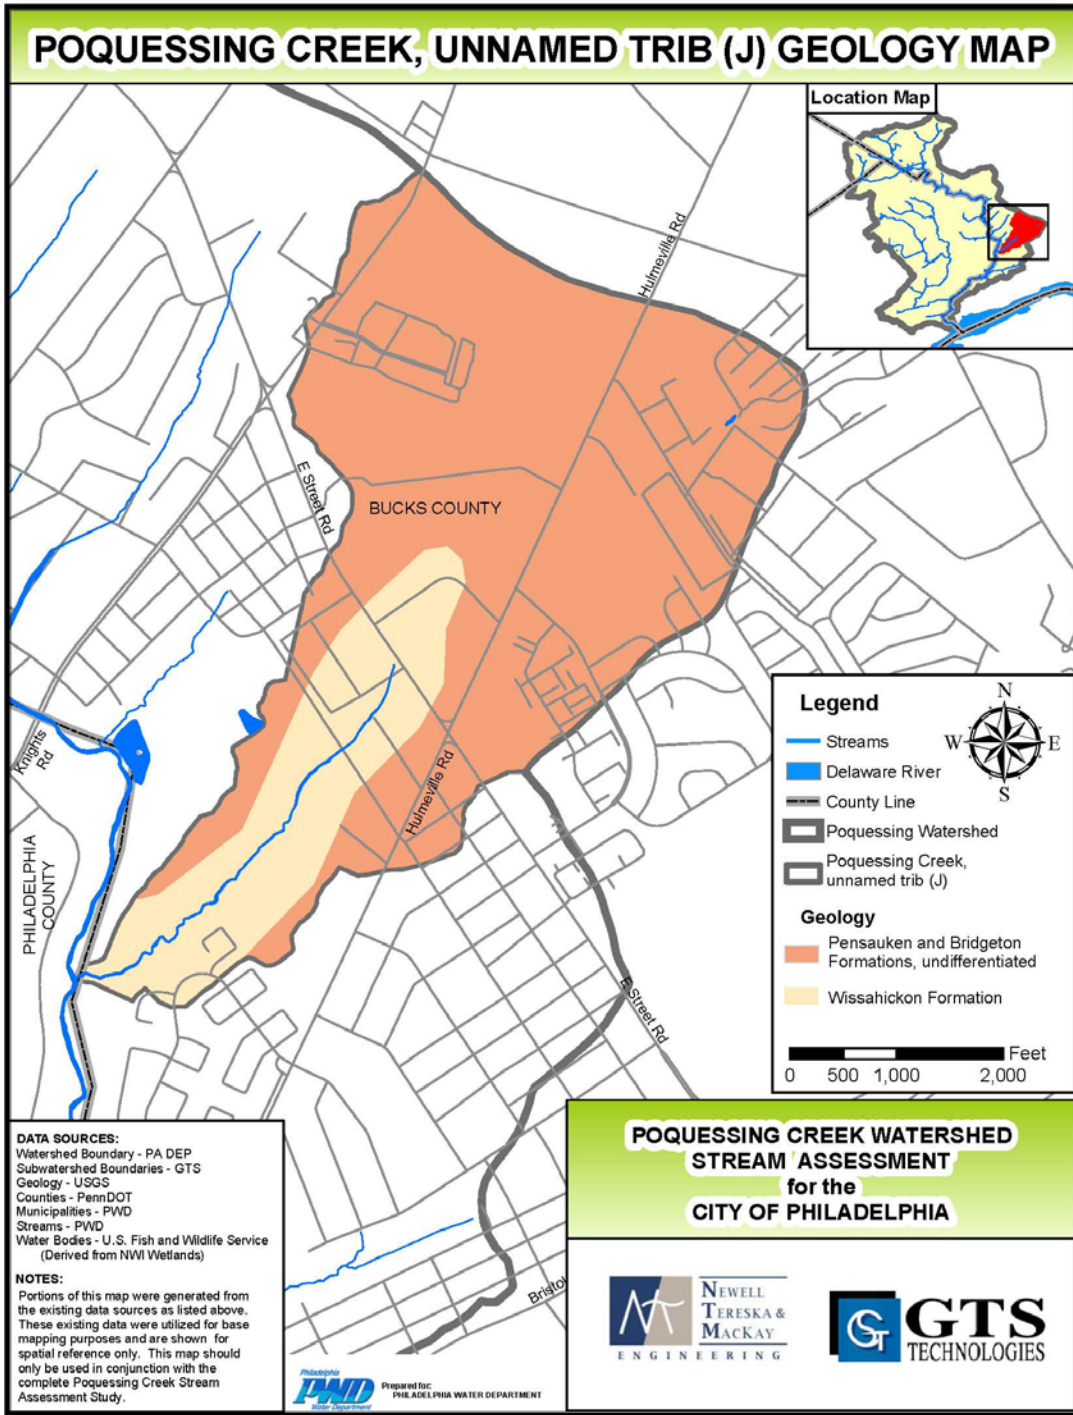 POQUESSING CREEK, UNNAMED TRIB (J) GEOLOGY MAP
Location Map
Hulmeville Rd
E Street Rd
BUCKS COUNTY
Knights
Rd
PHILADELPHIA
COUNTY
Hulmeville Rd
E Street Rd
Legend
Streams
Delaware River
County Line
Poquessing Watershed
Poquessing Creek,
unnamed trib (J)
N
W
E
S
Geology
Pensauken and Bridgeton
Formations, undifferentiated
Wissahickon Formation
Feet
0 500 1,000 2,000
DATA SOURCES:
Watershed Boundary - PA DEP
Subwatershed Boundaries - GTS
Geology - USGS
Counties - PennDOT
Municipalities - PWD
Streams - PWD
Water Bodies - U.S. Fish and Wildlife Service
(Derived from NWI Wetlands)
NOTES:
Portions of this map were generated from
the existing data sources as listed above.
These existing data were utilized for base
mapping purposes and are shown for
spatial reference only. This map should
only be used in conjunction with the
complete Poquessing Creek Stream
Assessment Study.
Bristol
Philadelphia
PWD
Water Department
Prepared for:
PHILADELPHIA WATER DEPARTMENT
POQUESSING CREEK WATERSHED
STREAM ASSESSMENT
for the
CITY OF PHILADELPHIA
NEWELL
TERESKA &
MACKAY
ENGINEERING
GTS
TECHNOLOGIES